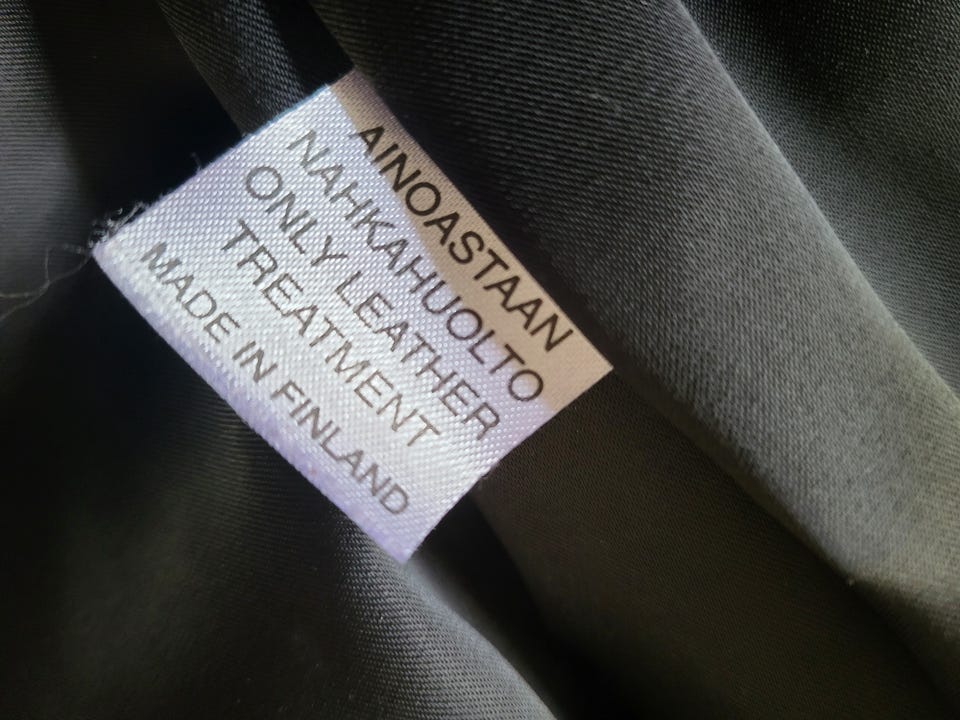 AINOASTAAN
NAHKAHUOLTO
ONLY LEATHER
TREATMENT
MADE IN FINLAND